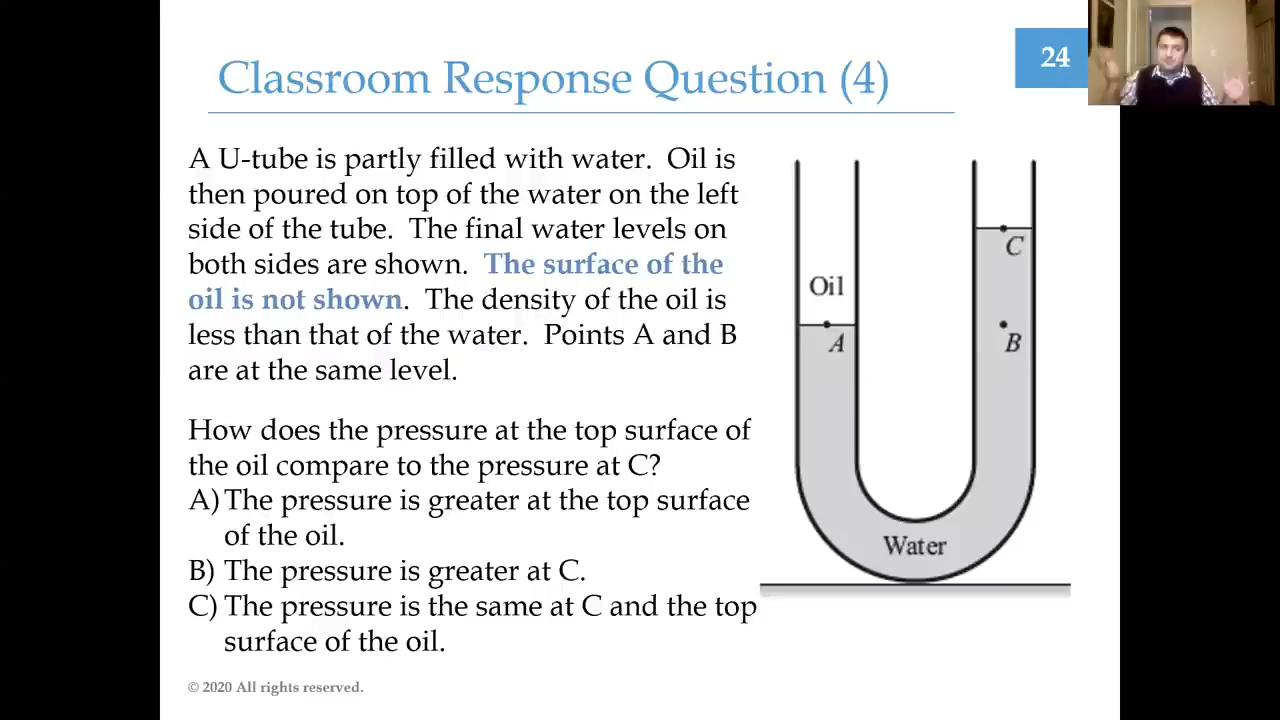 Classroom Response Question (4)
24
A U-tube is partly filled with water. Oil is
then poured on top of the water on the left
side of the tube. The final water levels on
both sides are shown. The surface of the
oil is not shown. The density of the oil is
less than that of the water. Points A and B
are at the same level.
How does the pressure at the top surface of
the oil compare to the pressure at C?
A) The pressure is greater at the top surface
of the oil.
B) The pressure is greater at C.
C) The pressure is the same at C and the top
surface of the oil.
C
Oil
A
B
Water
© 2020 All rights reserved.